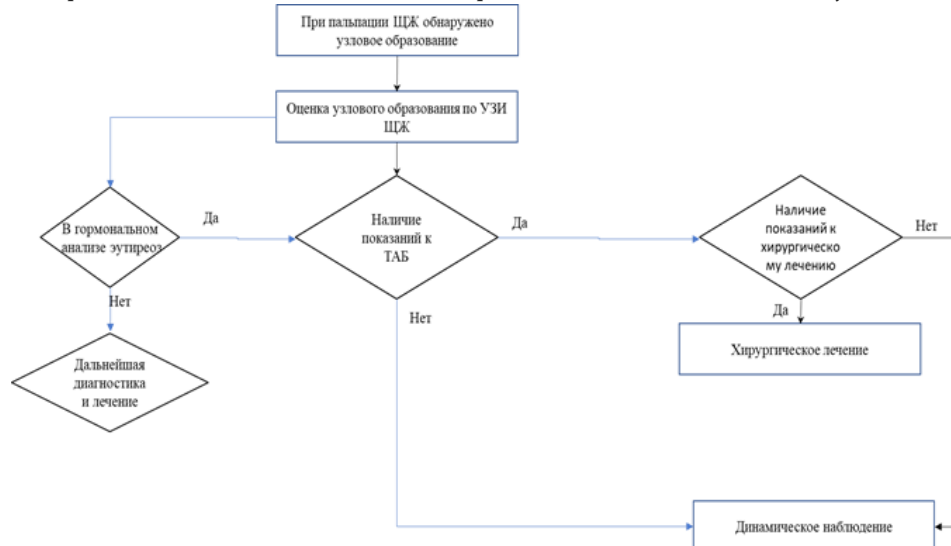 При пальпации ЩЖ обнаружено
узловое образование
Оценка узлового образования по УЗИ
ЩЖ
В гормональном
анализе эутиреоз
Да
Наличие
показаний к
ТАБ
Да
Наличие
показаний к
хирургическо
му лечению
Нет
Нет
Нет
Да
Дальнейшая
диагностика
и лечение
Хирургическое лечение
Динамическое наблюдение